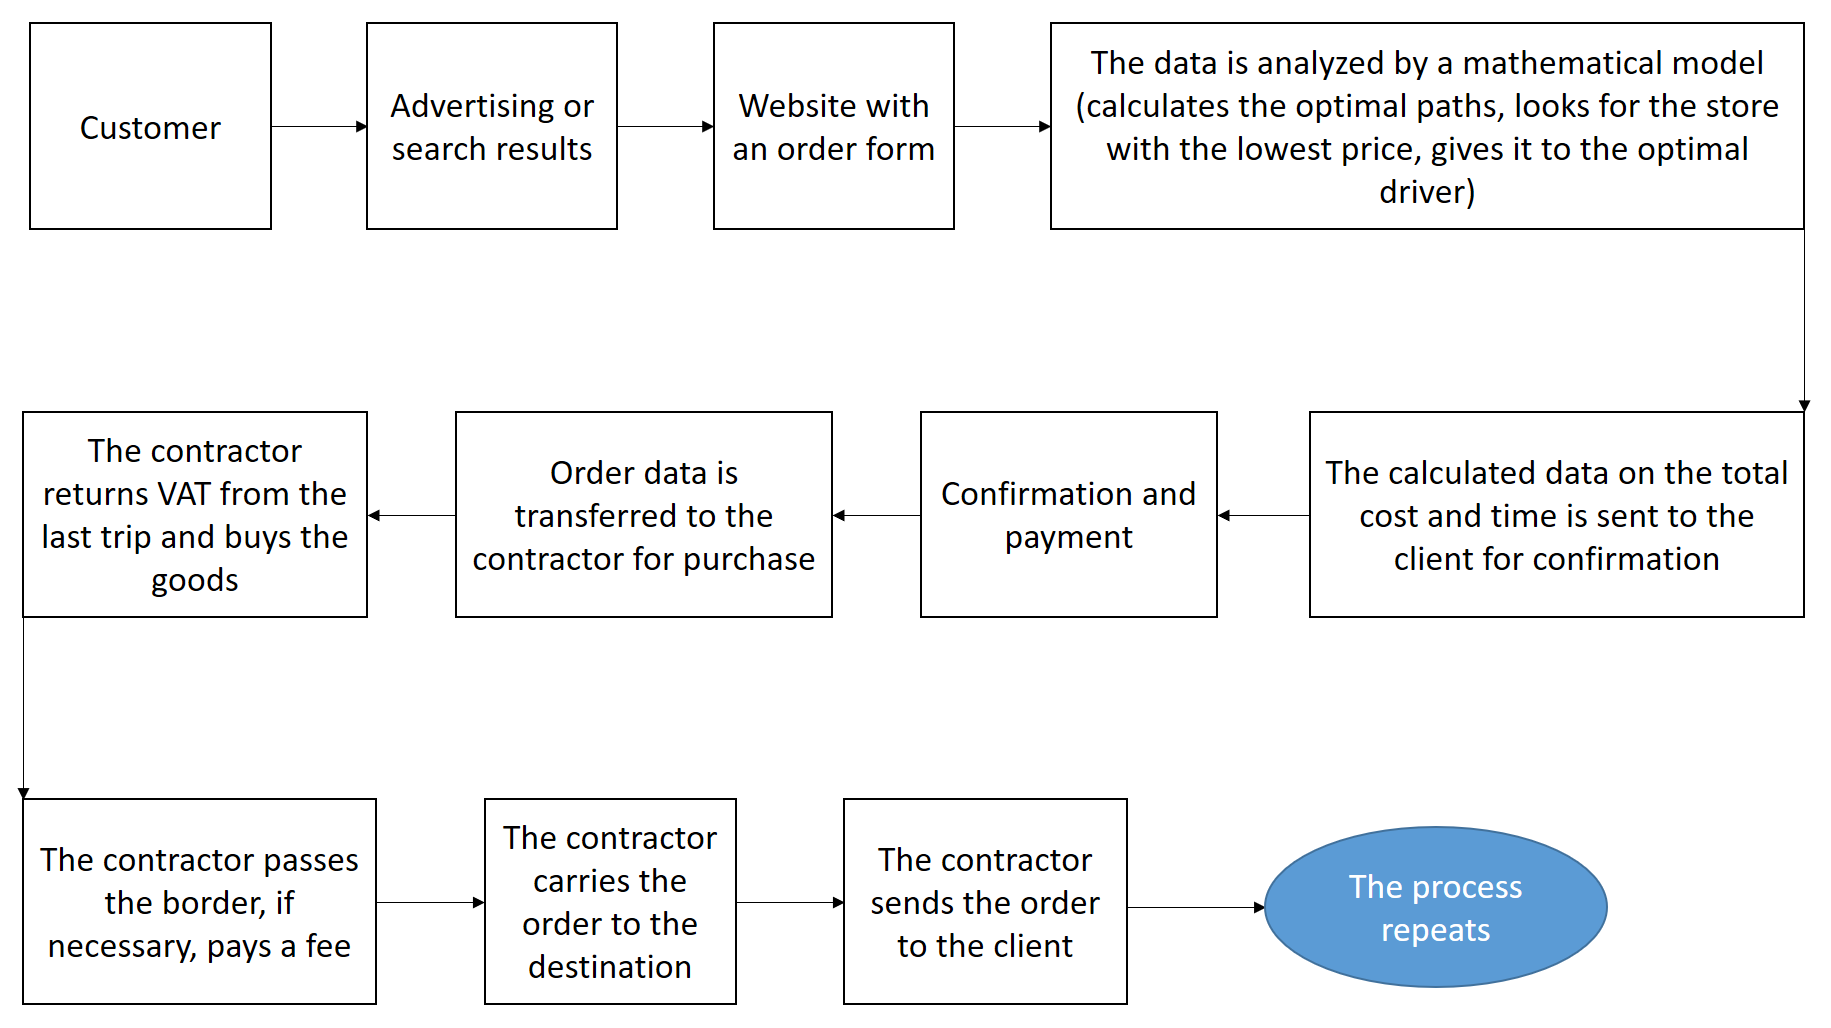 Customer
Advertising or
search results
Website with
an order form
The data is analyzed by a mathematical model
(calculates the optimal paths, looks for the store
with the lowest price, gives it to the optimal
driver)
The calculated data on the total
cost and time is sent to the
client for confirmation
Confirmation and
payment
Order data is
transferred to the
contractor for purchase
The contractor
returns VAT from the
last trip and buys the
goods
The contractor passes
the border, if
necessary, pays a fee
The contractor
carries the
order to the
destination
The contractor
sends the order
to the client
The process
repeats